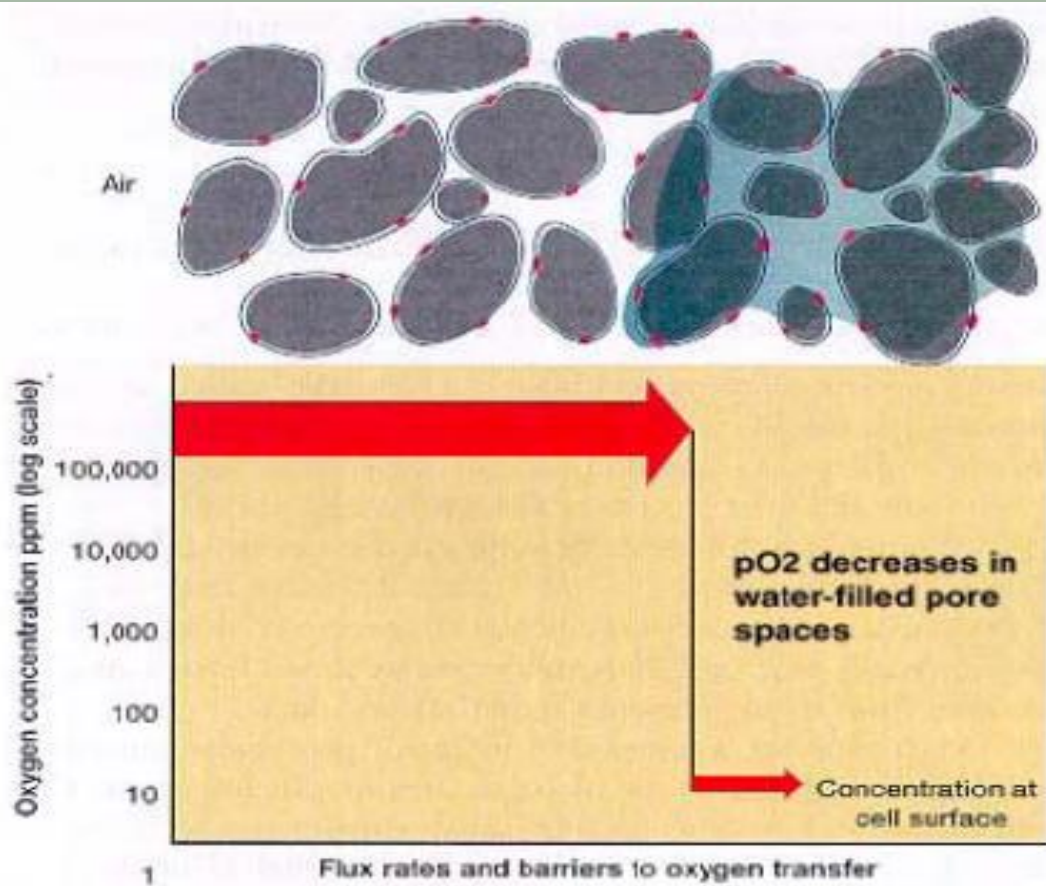 Air
Oxygen concentration ppm (log scale)
100,000
10,000
1,000
100
10
1
pO2 decreases in
water-filled pore
spaces
Concentration at
cell surface
Flux rates and barriers to oxygen transfer